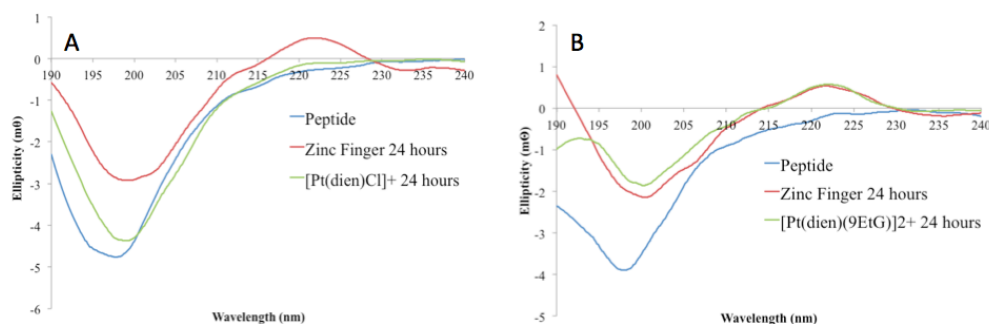 A
Ellipticity (mΘ)
1
0
-1
-2
-3
-4
-5
-6
190 195 200 205 210 215 220 225 230 235 240
Peptide
Zinc Finger 24 hours
[Pt(dien)Cl]+ 24 hours
Wavelength (nm)
B
Ellipticity (mΘ)
2
1
0
-1
-2
-3
-4
-5
190 195 200 205 210 215 220 225 230 235 240
Peptide
Zinc Finger 24 hours
[Pt(dien)(9EtG)]2+ 24 hours
Wavelength (nm)